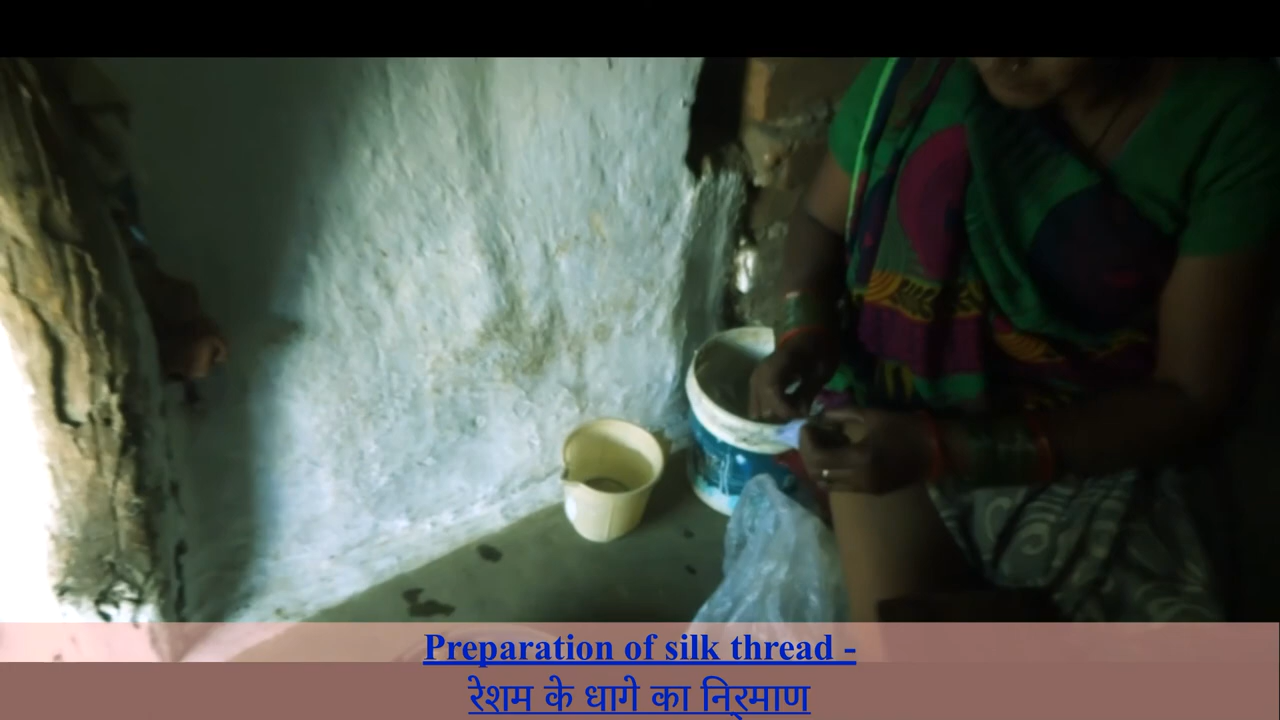 Preparation of silk thread -
रेशम के धागे का निर्माण